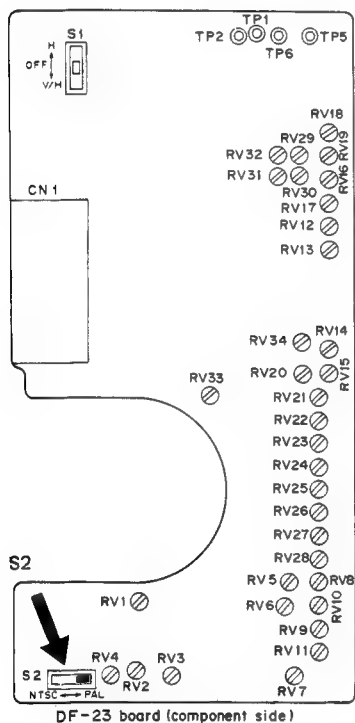 TP1
TP2
TP5
TP6
S1
H
OFF
V/H
RV18
RV29
RV19
RV32
RV31
RV16
RV30
RV17
RV12
RV13
CN1
RV14
RV34
RV15
RV20
RV33
RV21
RV22
RV23
RV24
RV25
RV26
RV27
RV28
S2
RV5
RV8
RV10
RV1
RV6
RV9
RV11
S2
RV4
RV2
RV3
RV7
NTSC PAL
DF-23 board (component side)